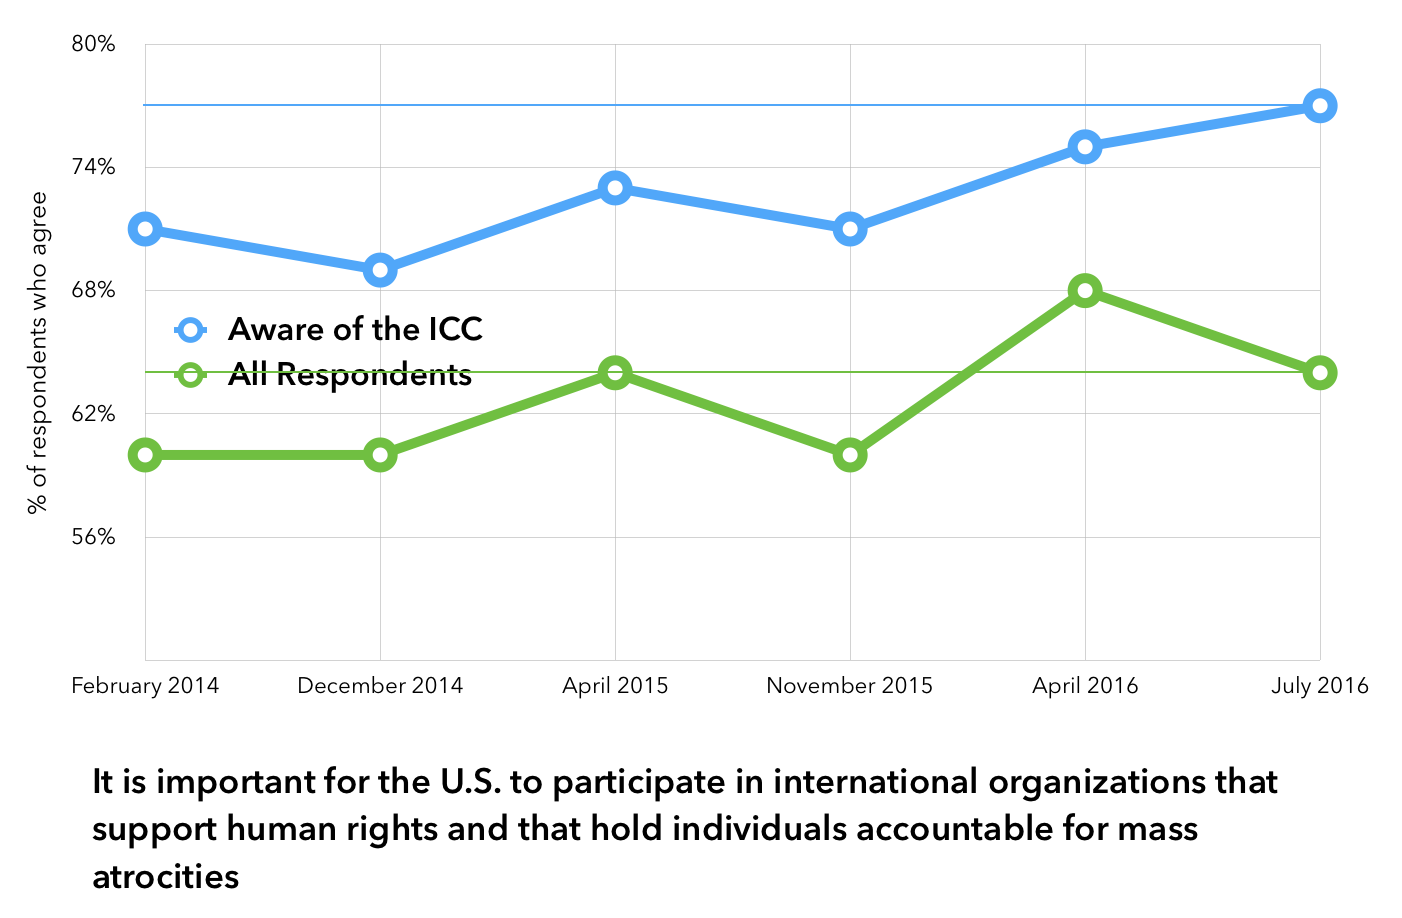 80%
74%
68%
62%
56%
% of respondents who agree
Aware of the ICC
All Respondents
February 2014
December 2014
April 2015
November 2015
April 2016
July 2016
It is important for the U.S. to participate in international organizations that
support human rights and that hold individuals accountable for mass
atrocities